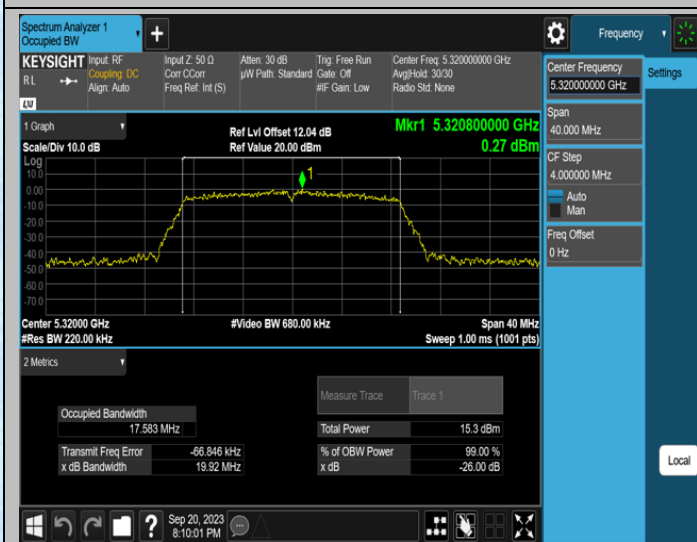 Spectrum Analyzer 1
Occupied BW
Frequency
KEYSIGHT
R L
LXI
Input: RF
Coupling: DC
Align: Auto
Input Z: 50 Ω
Corr CCorr
Freq Ref: Int (S)
Atten: 30 dB
µW Path: Standard
Trig: Free Run
Gate: Off
#IF Gain: Low
Center Freq: 5.320000000 GHz
Avg|Hold: 30/30
Radio Std: None
Center Frequency
5.320000000 GHz
Settings
Span
40.000 MHz
CF Step
4.000000 MHz
Auto
Man
Freq Offset
0 Hz
Local
1 Graph
Scale/Div 10.0 dB
Ref Lvl Offset 12.04 dB
Ref Value 20.00 dBm
Mkr1 5.320800000 GHz
0.27 dBm
Log
10.0
0.00
-10.0
-20.0
-30.0
-40.0
-50.0
-60.0
-70.0
1
Center 5.32000 GHz
#Video BW 680.00 kHz
Span 40 MHz
#Res BW 220.00 kHz
Sweep 1.00 ms (1001 pts)
2 Metrics
Measure Trace
Trace 1
Occupied Bandwidth
17.583 MHz
Total Power
15.3 dBm
Transmit Freq Error
-66.846 kHz
% of OBW Power
99.00 %
x dB Bandwidth
19.92 MHz
x dB
-26.00 dB
?
Sep 20, 2023
8:10:01 PM